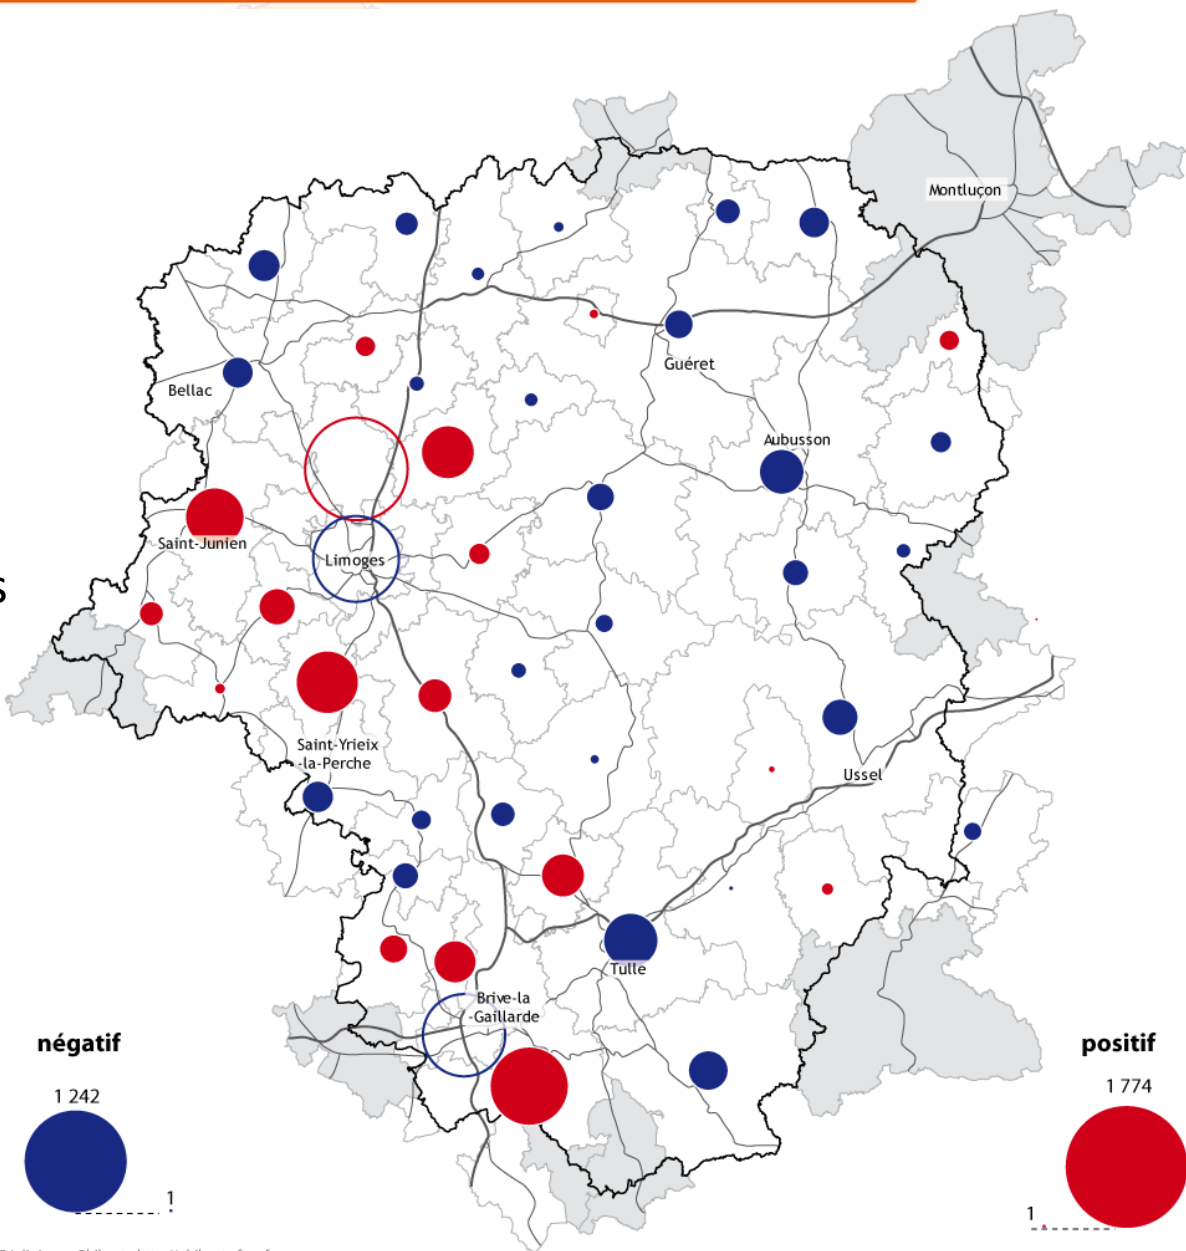 Montluçon
Guéret
Bellac
Aubusson
Saint-Junien
Limoges
s
Saint-Yrieix
-la-Perche
Ussel
Tulle
Brive-la
-Gaillarde
négatif
1 242
1
positif
1 774
1